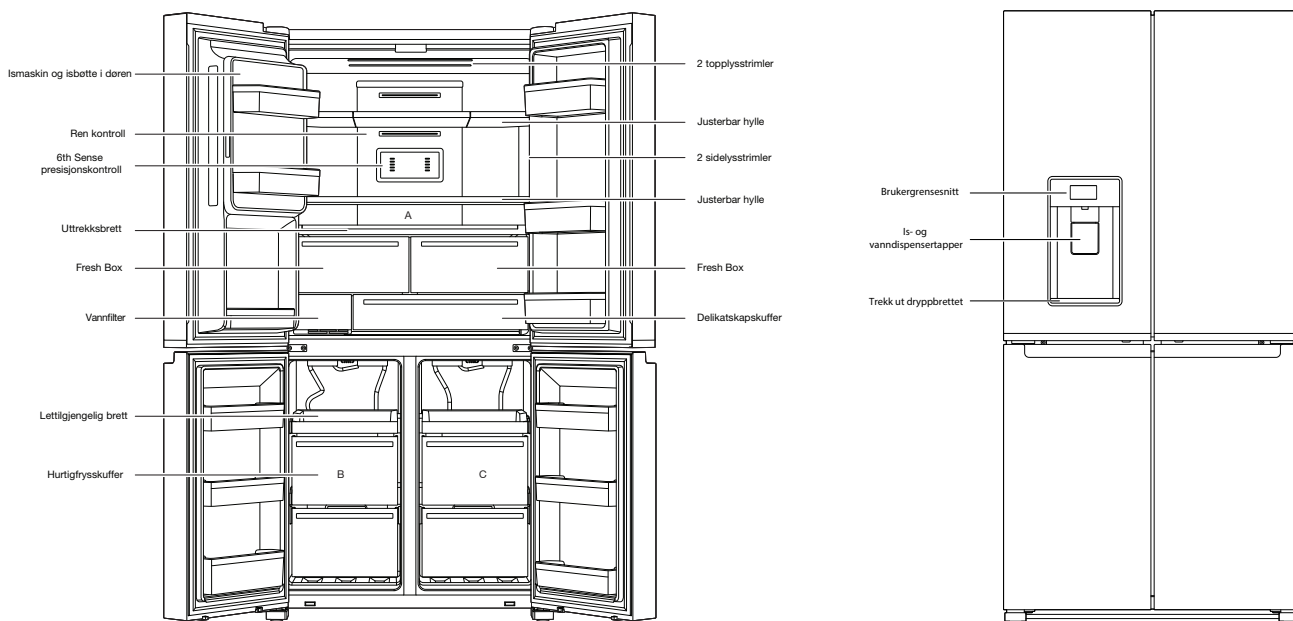 Ismaskin og isbøtte i døren
Ren kontroll
6th Sense
presisjonskontroll
Uttrekksbrett
Fresh Box
Vannfilter
Lettilgjengelig brett
Hurtigfrysskuffer
A
B
C
2 topplysstrimler
Justerbar hylle
2 sidelysstrimler
Justerbar hylle
Fresh Box
Delikatskapskuffer
Brukergrensesnitt
Is- og
vanndispensertapper
Trekk ut dryppbrettet